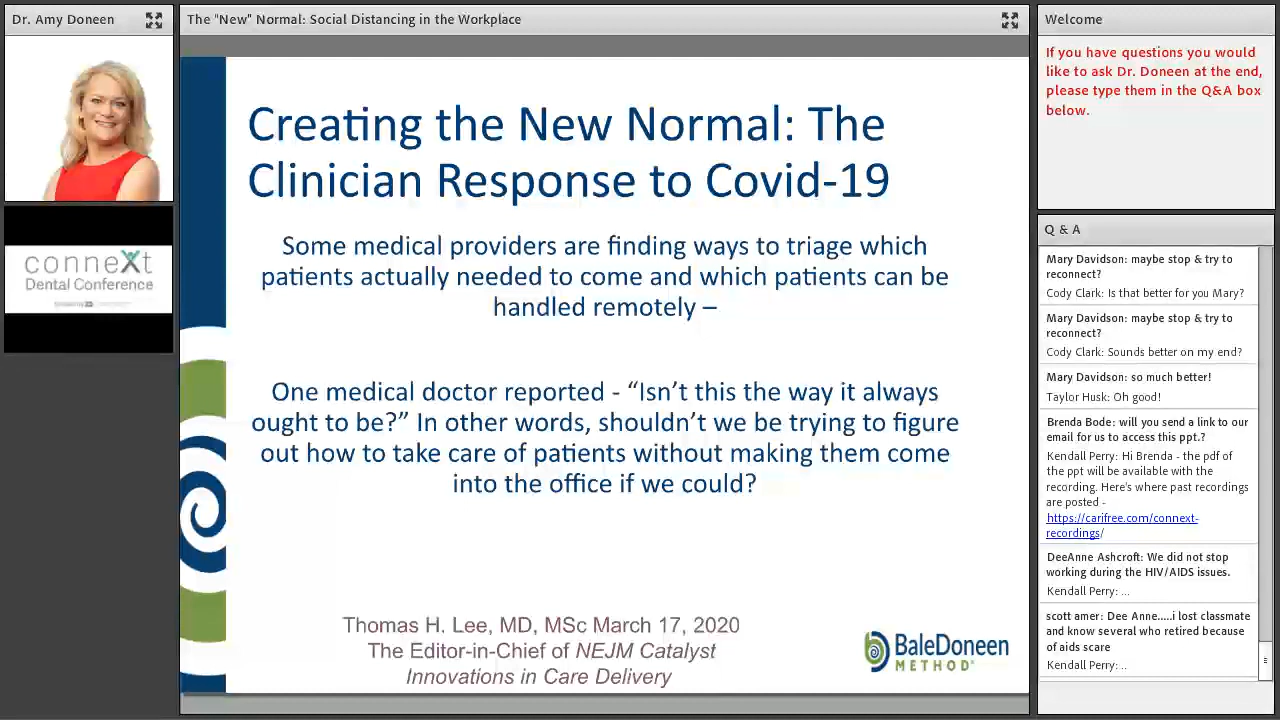 Dr. Amy Doneen
The "New" Normal: Social Distancing in the Workplace
Welcome
If you have questions you would
like to ask Dr. Doneen at the end,
please type them in the Q&A box
below.
conneXt
Dental Conference
Creating the New Normal: The
Clinician Response to Covid-19
Some medical providers are finding ways to triage which
patients actually needed to come and which patients can be
handled remotely –
One medical doctor reported - “Isn’t this the way it always
ought to be?” In other words, shouldn’t we be trying to figure
out how to take care of patients without making them come
into the office if we could?
Thomas H. Lee, MD, MSc March 17, 2020
The Editor-in-Chief of NEJM Catalyst
Innovations in Care Delivery
BaleDoneen
METHOD®
Q & A
Mary Davidson: maybe stop & try to
reconnect?
Cody Clark: Is that better for you Mary?
Mary Davidson: maybe stop & try to
reconnect?
Cody Clark: Sounds better on my end?
Mary Davidson: so much better!
Taylor Husk: Oh good!
Brenda Bode: will you send a link to our
email for us to access this ppt.?
Kendall Perry: Hi Brenda - the pdf of
the ppt will be available with the
recording. Here's where past recordings
are posted -
https://carifree.com/connext-
recordings/
DeeAnne Ashcroft: We did not stop
working during the HIV/AIDS issues.
Kendall Perry: ...
scott amer: Dee Anne.....i lost classmate
and know several who retired because
of aids scare
Kendall Perry: ..